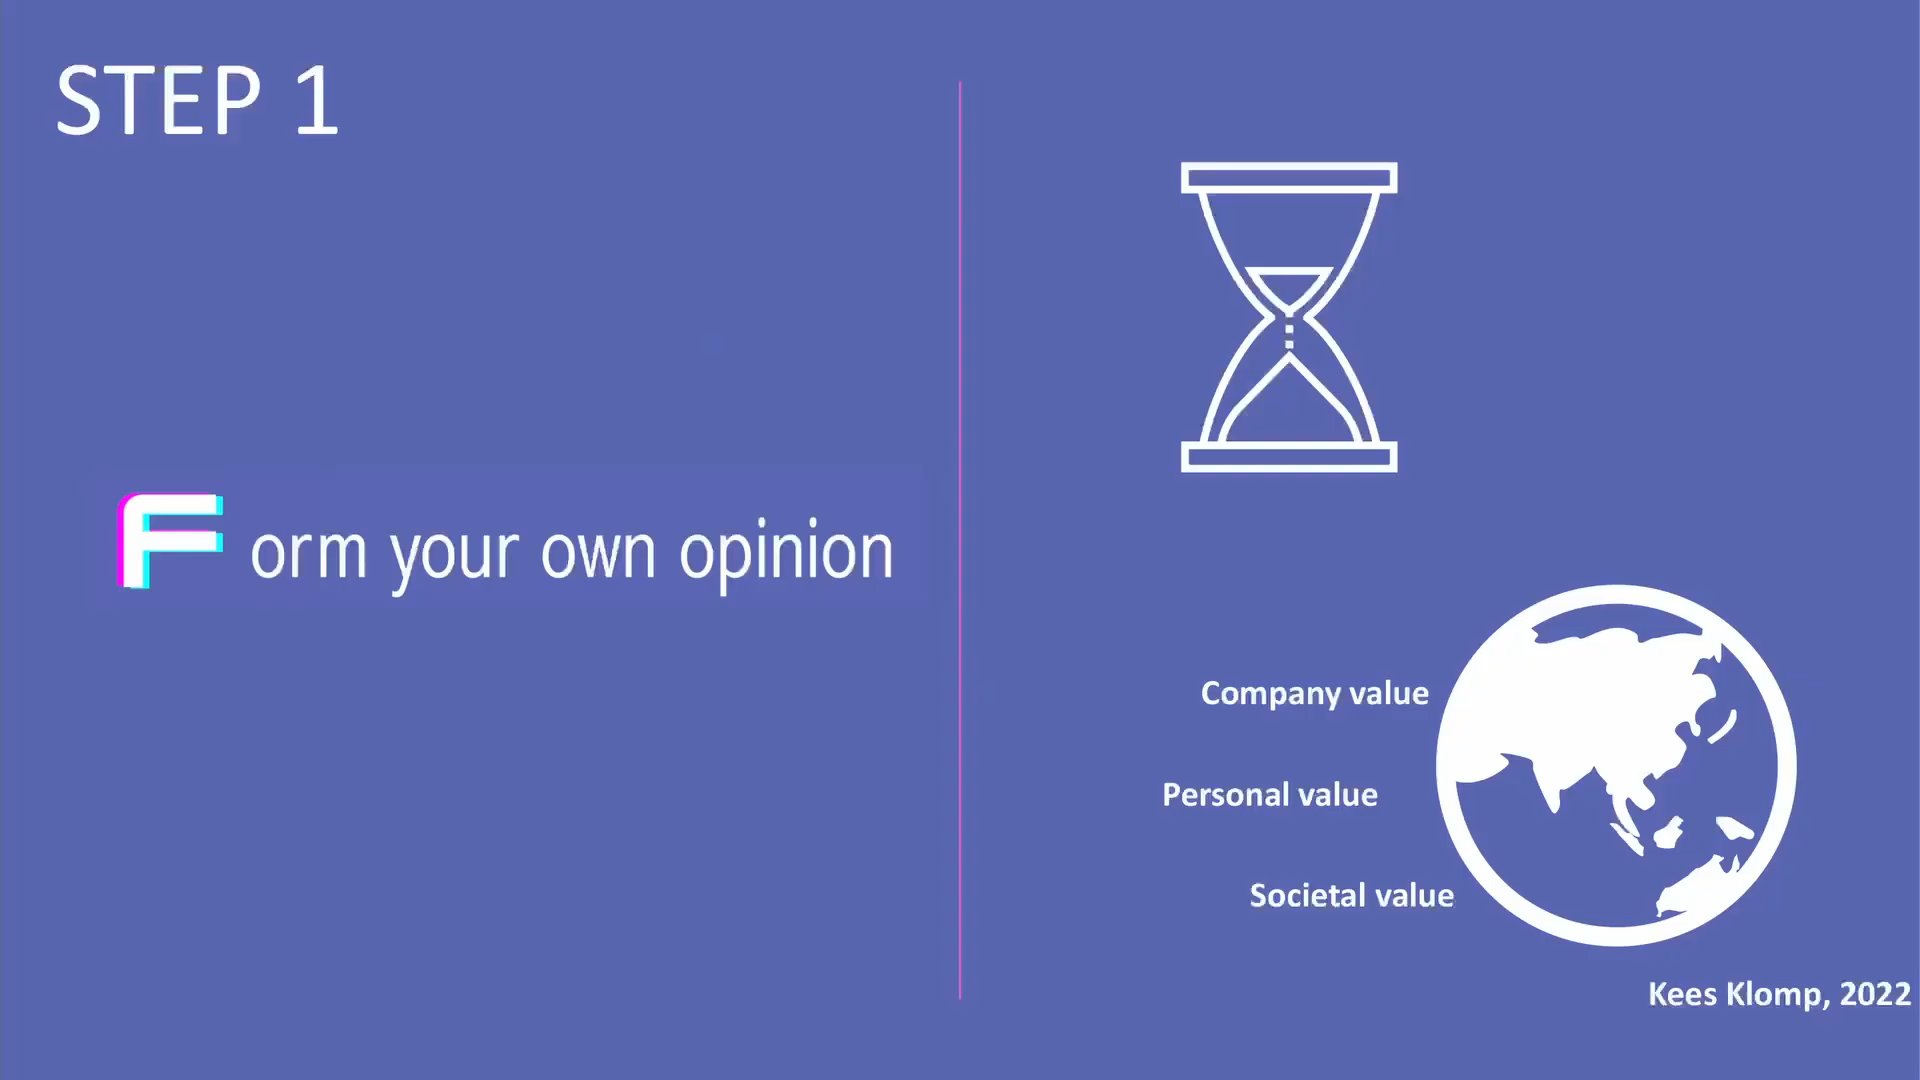 STEP 1
Form your own opinion
Company value
Personal value
Societal value
Kees Klomp, 2022